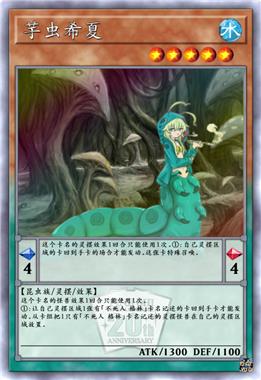 芋虫希夏
水
这个卡名的灵摆效果1回合只能使用1次。①:自己灵摆区
域的卡回到手卡的场合才能发动。这张卡特殊召唤。
4
4
【昆虫族/灵摆/效果】
这个卡名的怪兽效果1回合只能使用1次。
①:让自己灵摆区域1张有「不死人 格林」卡名记述的卡回到手卡才能发
动。从卡组把1只有「不死人 格林」卡名记述的灵摆怪兽在自己的灵摆区
域放置。
20th
ANNIVERSARY
ATK/1300 DEF/1100